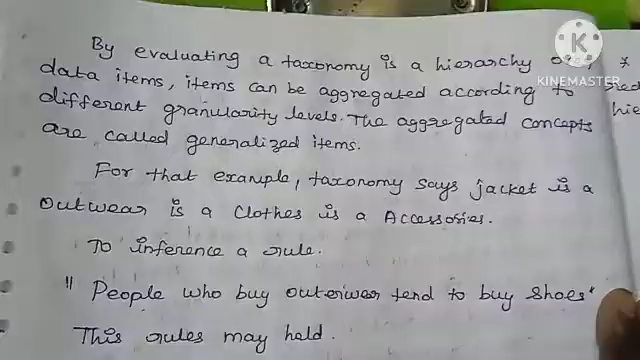 By evaluating a taxonomy is a hierarchy
data items, items can be aggregated according to
different granularity levels. The aggregated concepts
are called generalized items.
For that example, taxonomy says jacket is a
outwear is a clothes is a Accessories.
To inference a rule.
" People who buy outerwear tend to buy shoes"
This rules may held.
K
KINEMASTER
hie